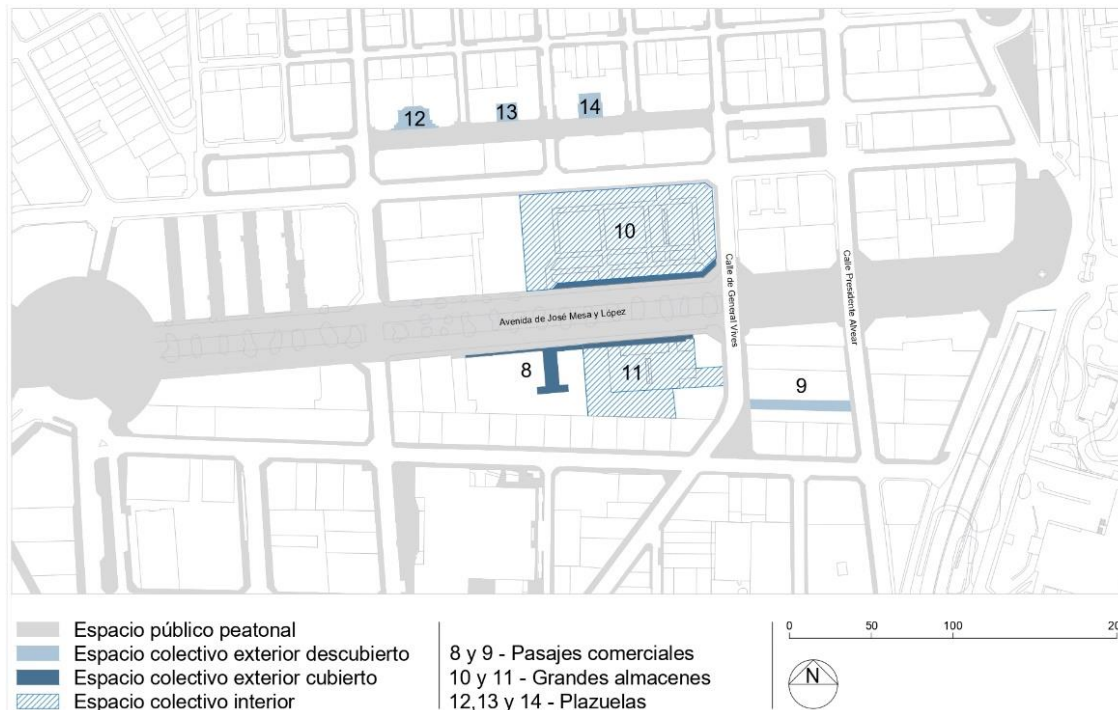 12
13
14
10
Calle de General Vives
Calle Presidente Alvear
Avenida de José Mesa y López
8
11
9
Espacio público peatonal
Espacio colectivo exterior descubierto
Espacio colectivo exterior cubierto
Espacio colectivo interior
8 y 9 - Pasajes comerciales
10 y 11 - Grandes almacenes
12,13 y 14 - Plazuelas
0 50 100 20
N